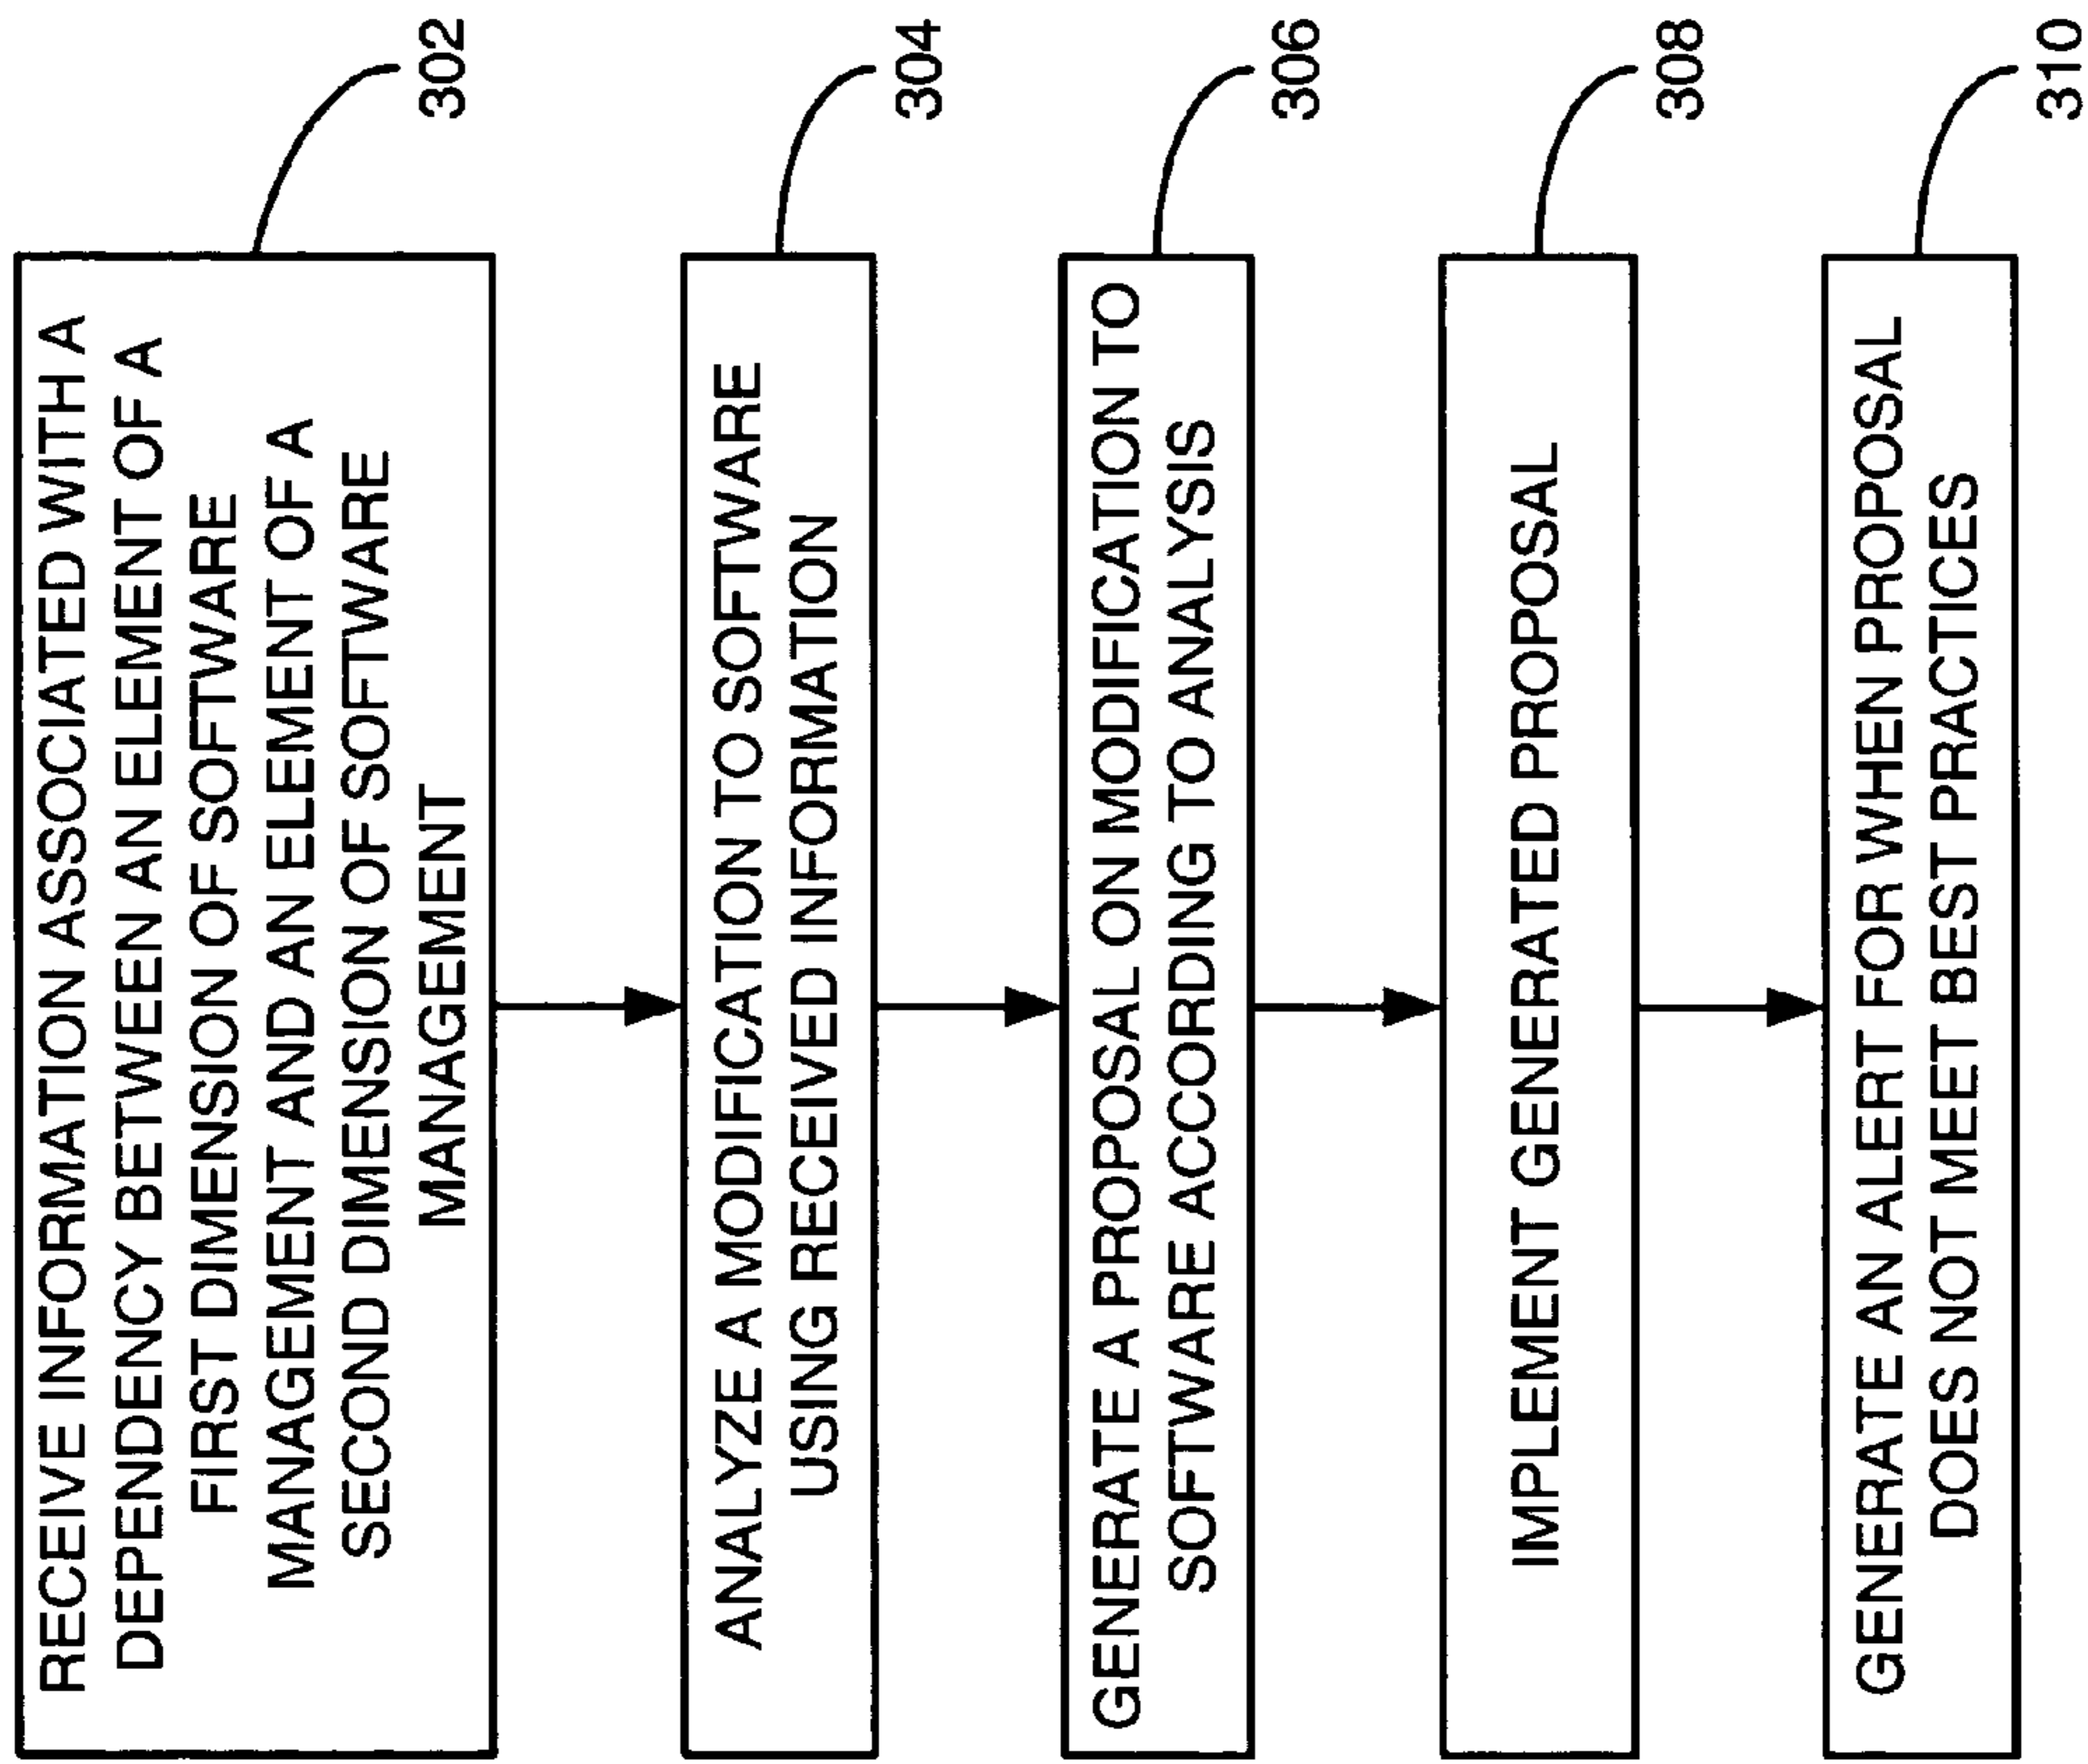 RECEIVE INFORMATION ASSOCIATED WITH A
DEPENDENCY BETWEEN AN ELEMENT OF A
FIRST DIMENSION OF SOFTWARE
MANAGEMENT AND AN ELEMENT OF A
SECOND DIMENSION OF SOFTWARE
MANAGEMENT
302
ANALYZE A MODIFICATION TO SOFTWARE
USING RECEIVED INFORMATION
304
GENERATE A PROPOSAL ON MODIFICATION TO
SOFTWARE ACCORDING TO ANALYSIS
306
IMPLEMENT GENERATED PROPOSAL
308
GENERATE AN ALERT FOR WHEN PROPOSAL
DOES NOT MEET BEST PRACTICES
310